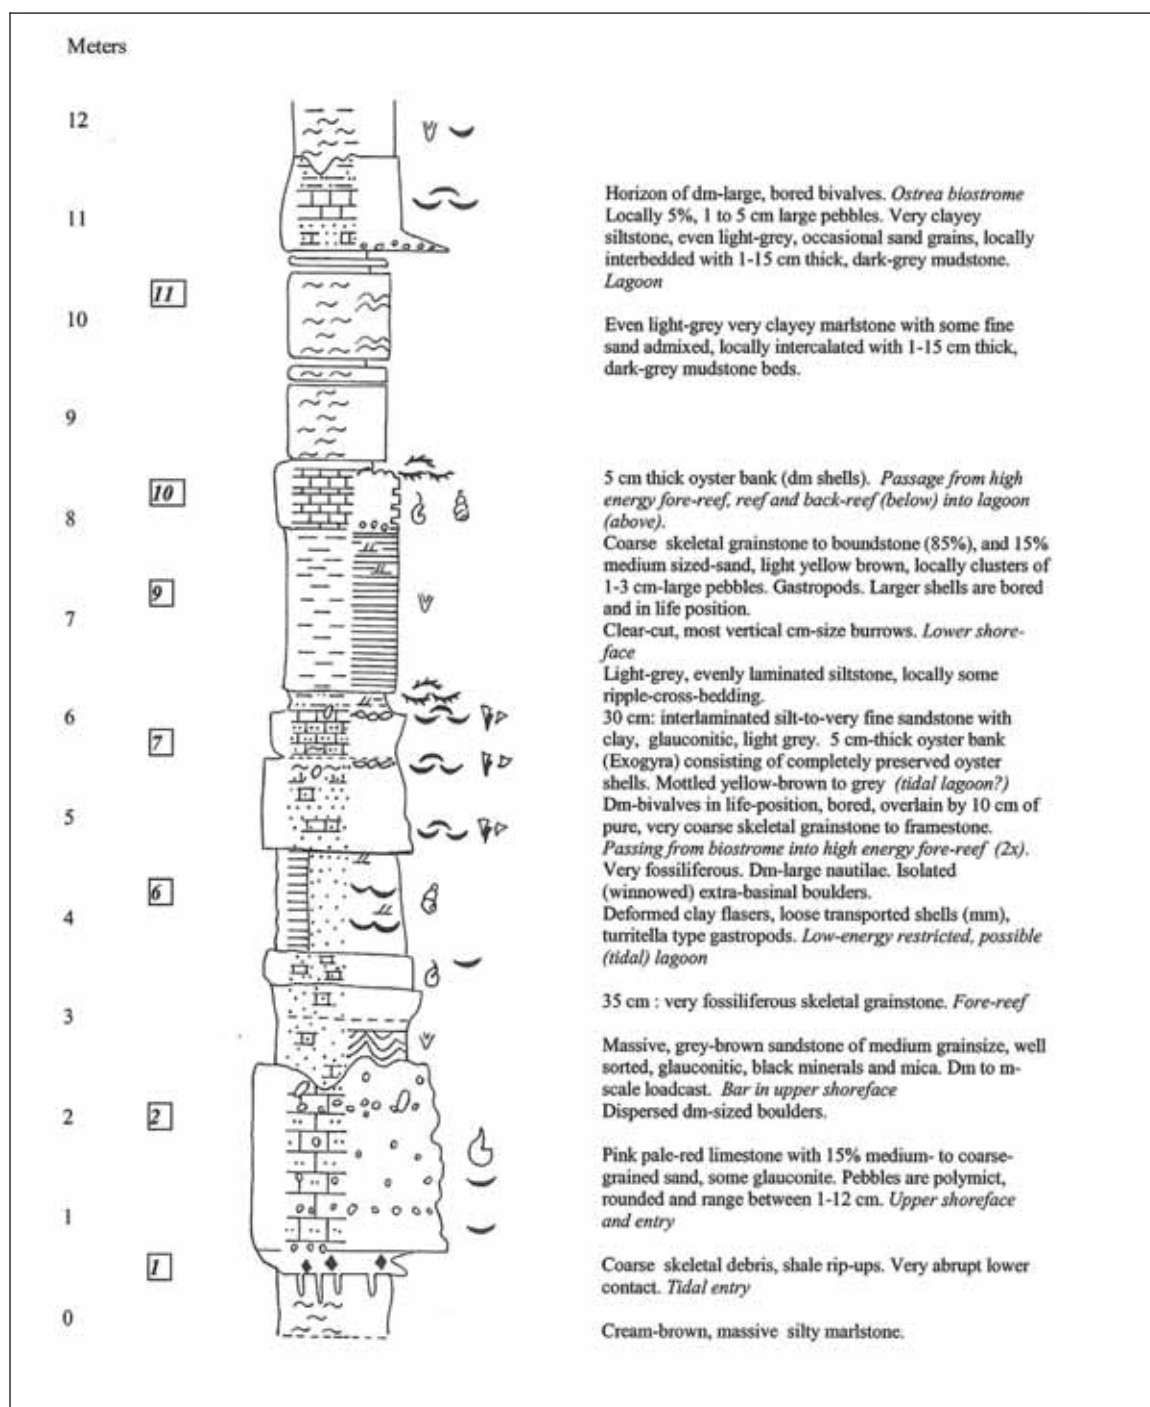 Meters
12
11
11
10
9
10
8
9
7
6
7
5
6
4
3
2
2
1
1
0
Horizon of dm-large, bored bivalves. Ostrea biostrome
Locally 5%, 1 to 5 cm large pebbles. Very clayey
siltstone, even light-grey, occasional sand grains, locally
interbedded with 1-15 cm thick, dark-grey mudstone.
Lagoon
Even light-grey very clayey marlstone with some fine
sand admixed, locally intercalated with 1-15 cm thick,
dark-grey mudstone beds.
5 cm thick oyster bank (dm shells). Passage from high
energy fore-reef, reef and back-reef (below) into lagoon
(above).
Coarse skeletal grainstone to boundstone (85%), and 15%
medium sized-sand, light yellow brown, locally clusters of
1-3 cm-large pebbles. Gastropods. Larger shells are bored
and in life position.
Clear-cut, most vertical cm-size burrows. Lower shore-
face
Light-grey, evenly laminated siltstone, locally some
ripple-cross-bedding.
30 cm: interlaminated silt-to-very fine sandstone with
clay, glauconitic, light grey. 5 cm-thick oyster bank
(Exogyra) consisting of completely preserved oyster
shells. Mottled yellow-brown to grey (tidal lagoon?)
Dm-bivalves in life-position, bored, overlain by 10 cm of
pure, very coarse skeletal grainstone to framestone.
Passing from biostrome into high energy fore-reef (2x).
Very fossiliferous. Dm-large nautilae. Isolated
(winnowed) extra-basinal boulders.
Deformed clay flasers, loose transported shells (mm),
turritella type gastropods. Low-energy restricted, possible
(tidal) lagoon
35 cm : very fossiliferous skeletal grainstone. Fore-reef
Massive, grey-brown sandstone of medium grainsize, well
sorted, glauconitic, black minerals and mica. Dm to m-
scale loadcast. Bar in upper shoreface
Dispersed dm-sized boulders.
Pink pale-red limestone with 15% medium- to coarse-
grained sand, some glauconite. Pebbles are polymict,
rounded and range between 1-12 cm. Upper shoreface
and entry
Coarse skeletal debris, shale rip-ups. Very abrupt lower
contact. Tidal entry
Cream-brown, massive silty marlstone.